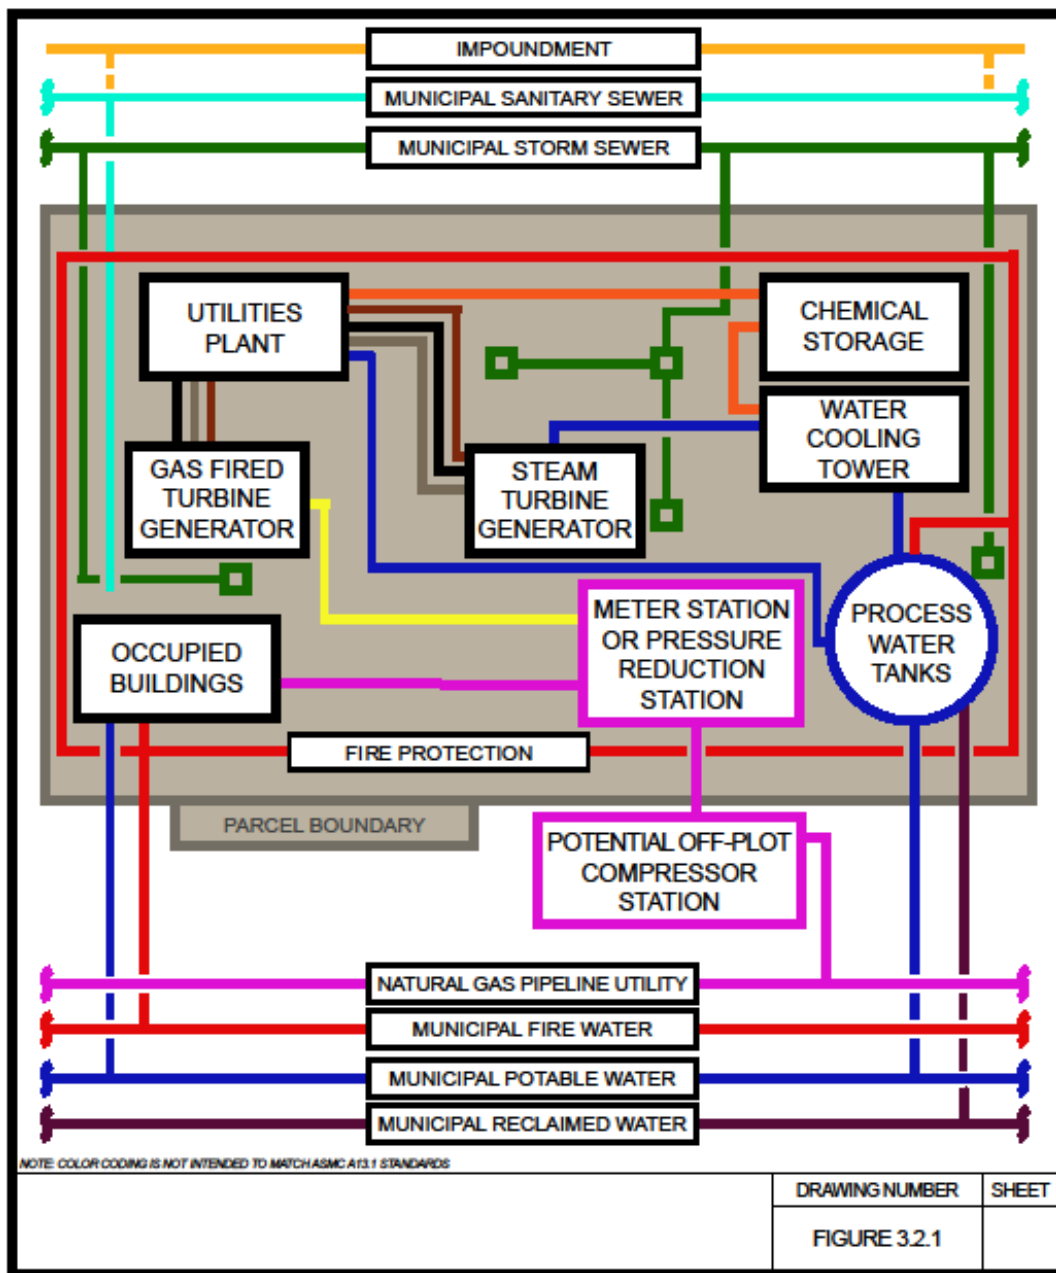 IMPOUNDMENT
MUNICIPAL SANITARY SEWER
MUNICIPAL STORM SEWER
UTILITIES
PLANT
CHEMICAL
STORAGE
WATER
COOLING
TOWER
GAS FIRED
TURBINE
GENERATOR
STEAM
TURBINE
GENERATOR
METER STATION
OR PRESSURE
REDUCTION
STATION
PROCESS
WATER
TANKS
OCCUPIED
BUILDINGS
FIRE PROTECTION
PARCEL BOUNDARY
POTENTIAL OFF-PLOT
COMPRESSOR
STATION
NATURAL GAS PIPELINE UTILITY
MUNICIPAL FIRE WATER
MUNICIPAL POTABLE WATER
MUNICIPAL RECLAIMED WATER
NOTE: COLOR CODING IS NOT INTENDED TO MATCH ASMC A13.1 STANDARDS
DRAWING NUMBER
SHEET
FIGURE 3.2.1